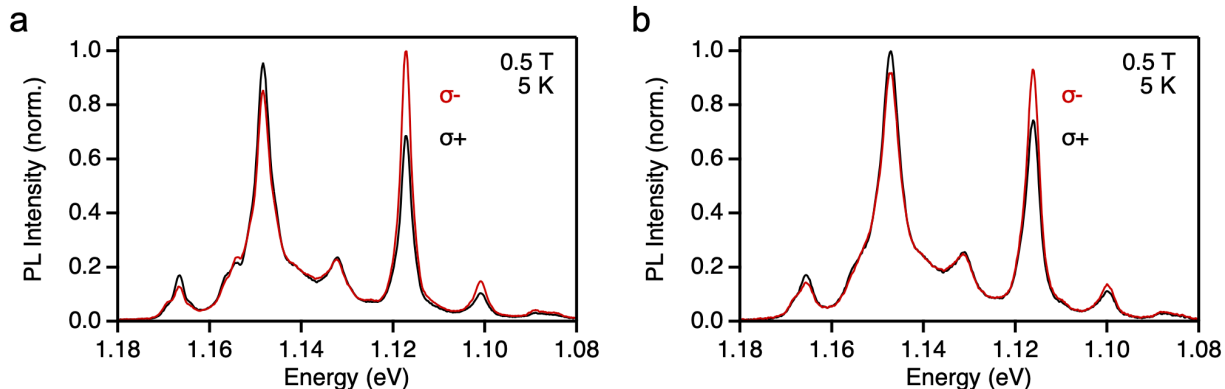 a
1.0
0.8
0.6
0.4
0.2
0.0
PL Intensity (norm.)
0.5 T
5 K
σ-
σ+
1.18 1.16 1.14 1.12 1.10 1.08
Energy (eV)
b
1.0
0.8
0.6
0.4
0.2
0.0
PL Intensity (norm.)
0.5 T
5 K
σ-
σ+
1.18 1.16 1.14 1.12 1.10 1.08
Energy (eV)